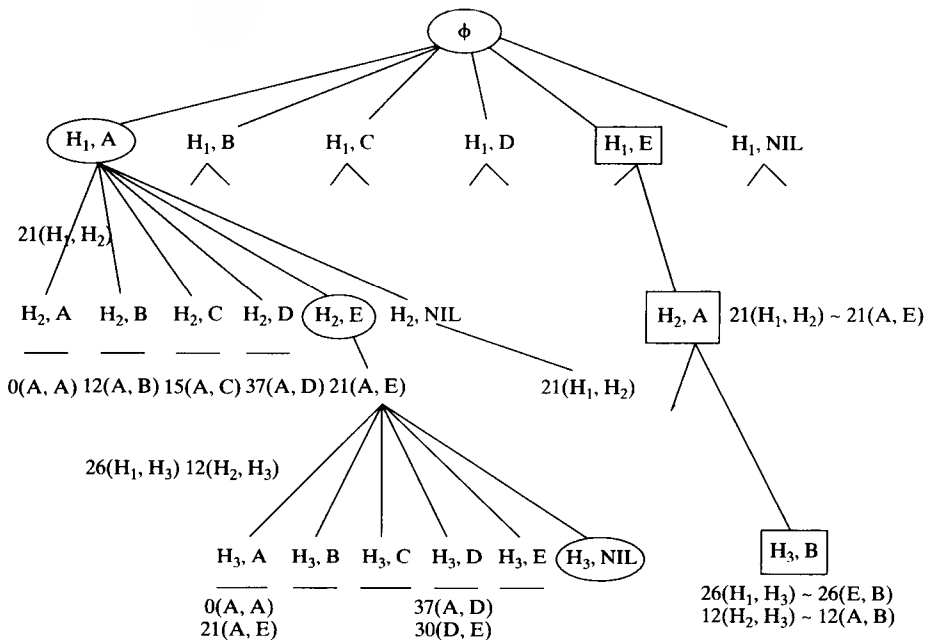 ϕ
H₁, A H₁, B H₁, C H₁, D H₁, E H₁, NIL
21(H₁, H₂)
H₂, A H₂, B H₂, C H₂, D H₂, E H₂, NIL H₂, A 21(H₁, H₂) ~ 21(A, E)
0(A, A) 12(A, B) 15(A, C) 37(A, D) 21(A, E) 21(H₁, H₂)
26(H₁, H₃) 12(H₂, H₃)
H₃, A H₃, B H₃, C H₃, D H₃, E H₃, NIL H₃, B
0(A, A) 37(A, D) 26(H₁, H₃) ~ 26(E, B)
21(A, E) 30(D, E) 12(H₂, H₃) ~ 12(A, B)